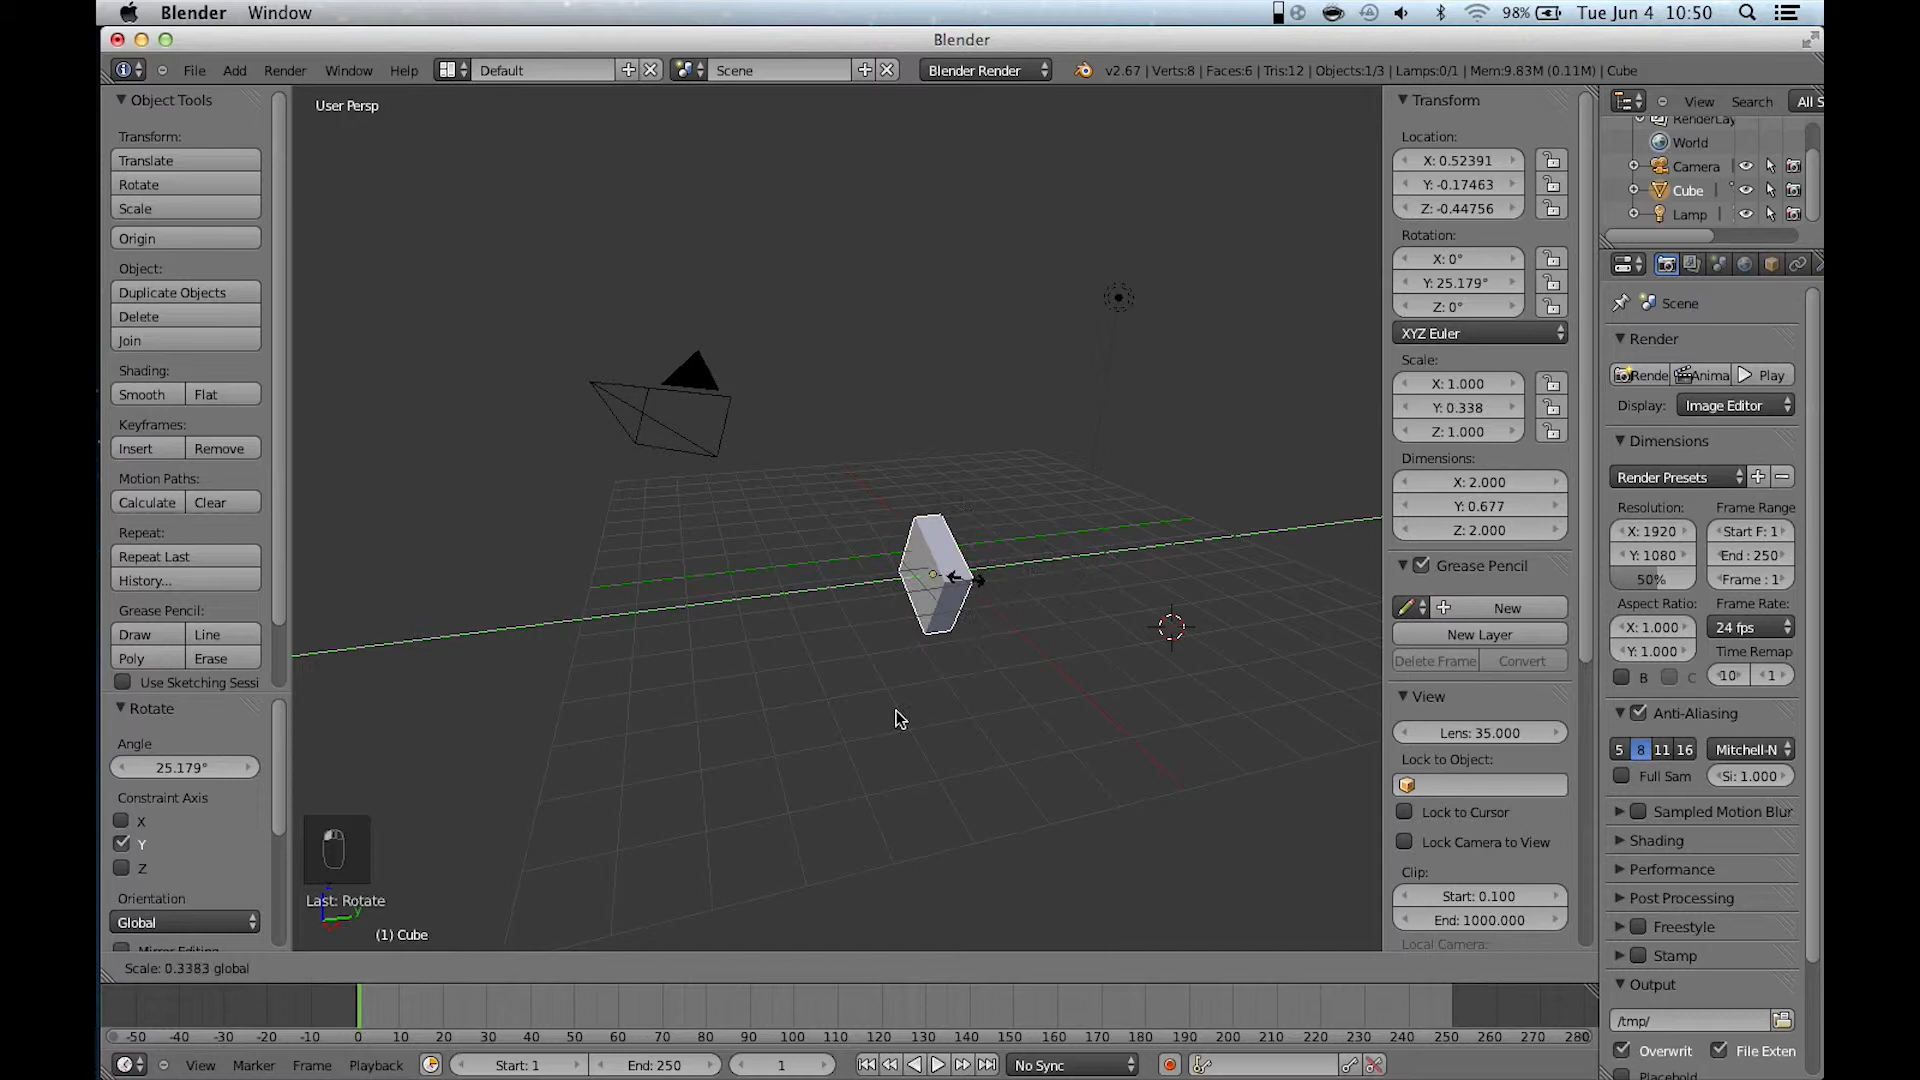 Blender Window 98% Tue Jun 4 10:50
Blender
File Add Render Window Help Default Scene Blender Render v2.67 | Verts:8 | Faces:6 | Tris:12 | Objects:1/3 | Lamps:0/1 | Mem:9.83M (0.11M) | Cube
Object Tools
Transform:
Translate
Rotate
Scale
Origin
Object:
Duplicate Objects
Delete
Join
Shading:
Smooth Flat
Keyframes:
Insert Remove
Motion Paths:
Calculate Clear
Repeat:
Repeat Last
History...
Grease Pencil:
Draw Line
Poly Erase
Use Sketching Sessi
Rotate
Angle
25.179°
Constraint Axis
X
Y
Z
Orientation
Global
Mirror Editing
User Persp
Last: Rotate
(1) Cube
Scale: 0.3383 global
Transform
Location:
X: 0.52391
Y: -0.17463
Z: -0.44756
Rotation:
X: 0°
Y: 25.179°
Z: 0°
XYZ Euler
Scale:
X: 1.000
Y: 0.338
Z: 1.000
Dimensions:
X: 2.000
Y: 0.677
Z: 2.000
Grease Pencil
New
New Layer
Delete Frame Convert
View
Lens: 35.000
Lock to Object:
Lock to Cursor
Lock Camera to View
Clip:
Start: 0.100
End: 1000.000
Local Camera:
View Search All S
RenderLay
World
Camera
Cube
Lamp
Scene
Render
Rende Anima Play
Display: Image Editor
Dimensions
Render Presets
Resolution: Frame Range
X: 1920 Start F: 1
Y: 1080 End : 250
50% Frame : 1
Aspect Ratio: Frame Rate:
X: 1.000 24 fps
Y: 1.000 Time Remap
B C 10 1
Anti-Aliasing
5 8 11 16 Mitchell-N
Full Sam Si: 1.000
Sampled Motion Blur
Shading
Performance
Post Processing
Freestyle
Stamp
Output
/tmp/
Overwrit File Exten
Placehold
-50 -40 -30 -20 -10 0 10 20 30 40 50 60 70 80 90 100 110 120 130 140 150 160 170 180 190 200 210 220 230 240 250 260 270 280
View Marker Frame Playback Start: 1 End: 250 1 No Sync